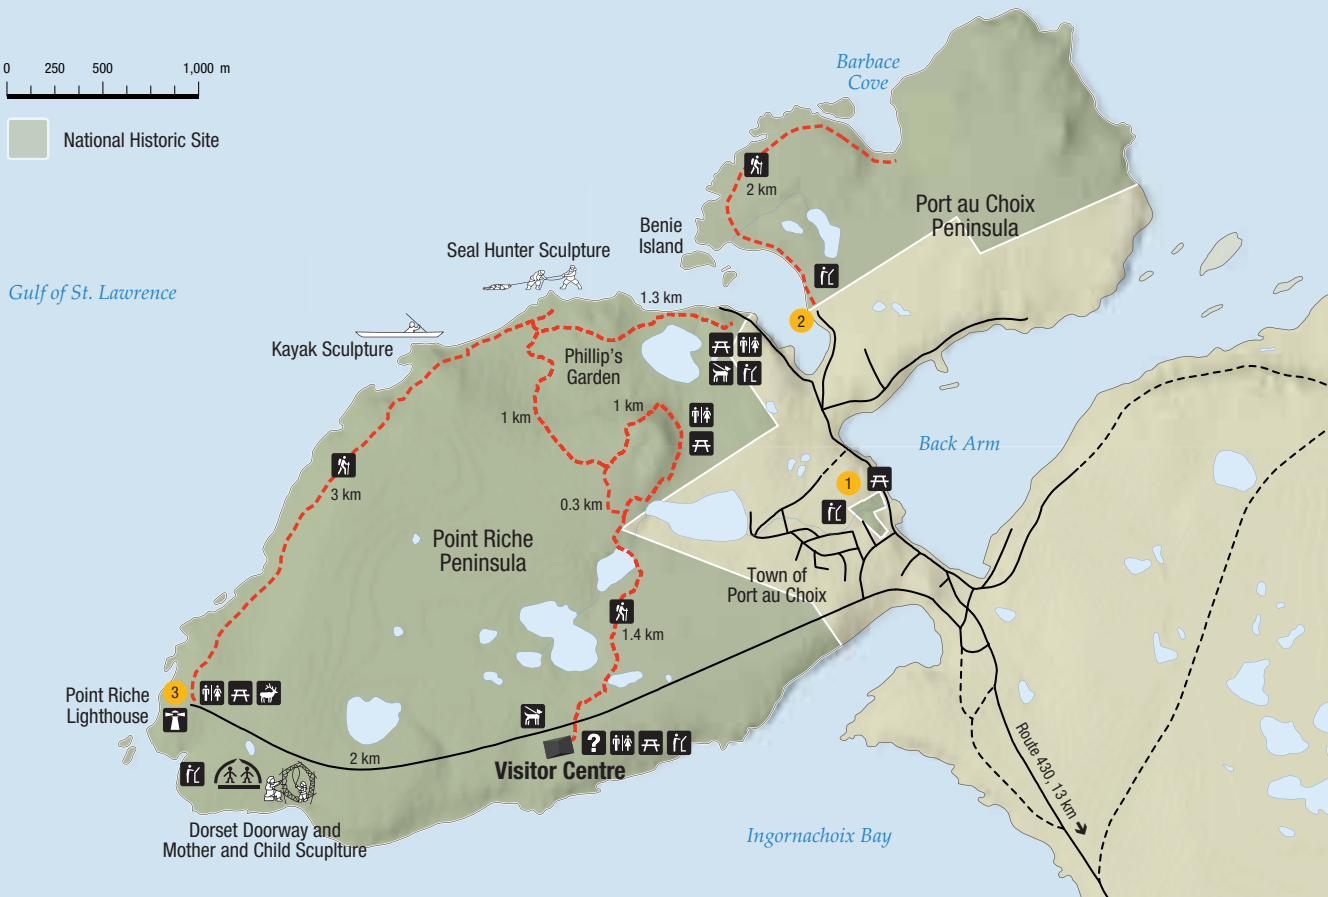 Barbace
Cove
0 250 500 1,000 m
National Historic Site
2 km
Port au Choix
Peninsula
Benie
Island
Seal Hunter Sculpture
Gulf of St. Lawrence
1.3 km
2
Kayak Sculpture
Phillip's
Garden
1 km
1 km
Back Arm
3 km
1
0.3 km
Point Riche
Peninsula
Town of
Port au Choix
1.4 km
Point Riche
Lighthouse
3
?
2 km
Visitor Centre
Route 430, 13 km
Dorset Doorway and
Mother and Child Scuplture
Ingornachoix Bay